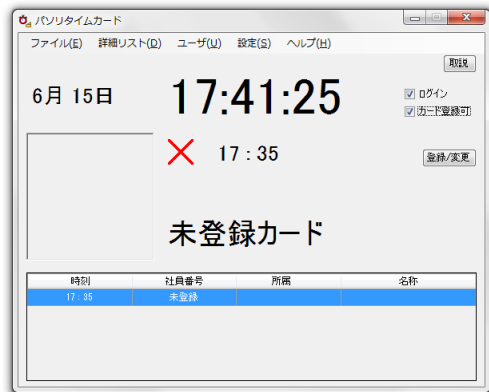 パソリタイムカード
ファイル(E) 詳細リスト(D) ユーザ(U) 設定(S) ヘルプ(H)
取説
6月 15日 17:41:25
ログイン
カード登録可
17:35
登録/変更
未登録カード
時刻 社員番号 所属 名称
17:35 未登録